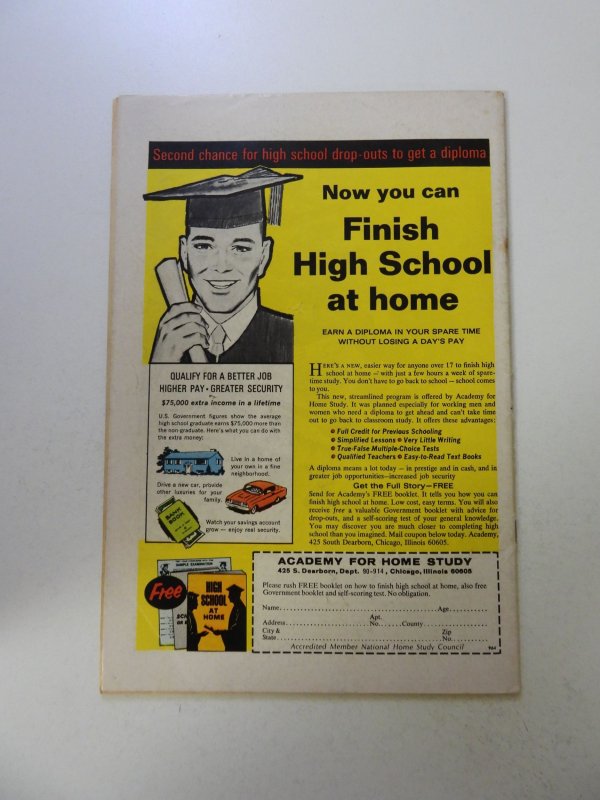 Second chance for high school drop-outs to get a diploma
Now you can
Finish
High School
at home
EARN A DIPLOMA IN YOUR SPARE TIME
WITHOUT LOSING A DAY'S PAY
QUALIFY FOR A BETTER JOB
HIGHER PAY • GREATER SECURITY
$75,000 extra income in a lifetime
U.S. Government figures show the average
high school graduate earns $75,000 more than
the non-graduate. Here's what you can do with
the extra money:
Live in a home of
your own in a fine
neighborhood.
Drive a new car, provide
other luxuries for your
family.
BANK
BOOK
Watch your savings account
grow — enjoy real security.
HERE'S A NEW, easier way for anyone over 17 to finish high
school at home — with just a few hours a week of spare-
time study. You don't have to go back to school — school comes
to you.
This new, streamlined program is offered by Academy for
Home Study. It was planned especially for working men and
women who need a diploma to get ahead and can't take time
out to go back to classroom study. It offers these advantages:
Full Credit for Previous Schooling
Simplified Lessons Very Little Writing
True-False Multiple-Choice Tests
Qualified Teachers Easy-to-Read Text Books
A diploma means a lot today — in prestige and in cash, and in
greater job opportunities—increased job security
Get the Full Story—FREE
Send for Academy's FREE booklet. It tells you how you can
finish high school at home. Low cost, easy terms. You will also
receive free a valuable Government booklet with advice for
drop-outs, and a self-scoring test of your general knowledge.
You may discover you are much closer to completing high
school than you imagined. Mail coupon below today. Academy,
425 South Dearborn, Chicago, Illinois 60605.
SAMPLE EXAMINATION
Free
HIGH
SCHOOL
AT
HOME
ACADEMY FOR HOME STUDY
425 S. Dearborn, Dept. 90-914, Chicago, Illinois 60605
Please rush FREE booklet on how to finish high school at home, also free
Government booklet and self-scoring test. No obligation.
Name Age
Apt.
Address No. County
City & Zip
State No.
Accredited Member National Home Study Council